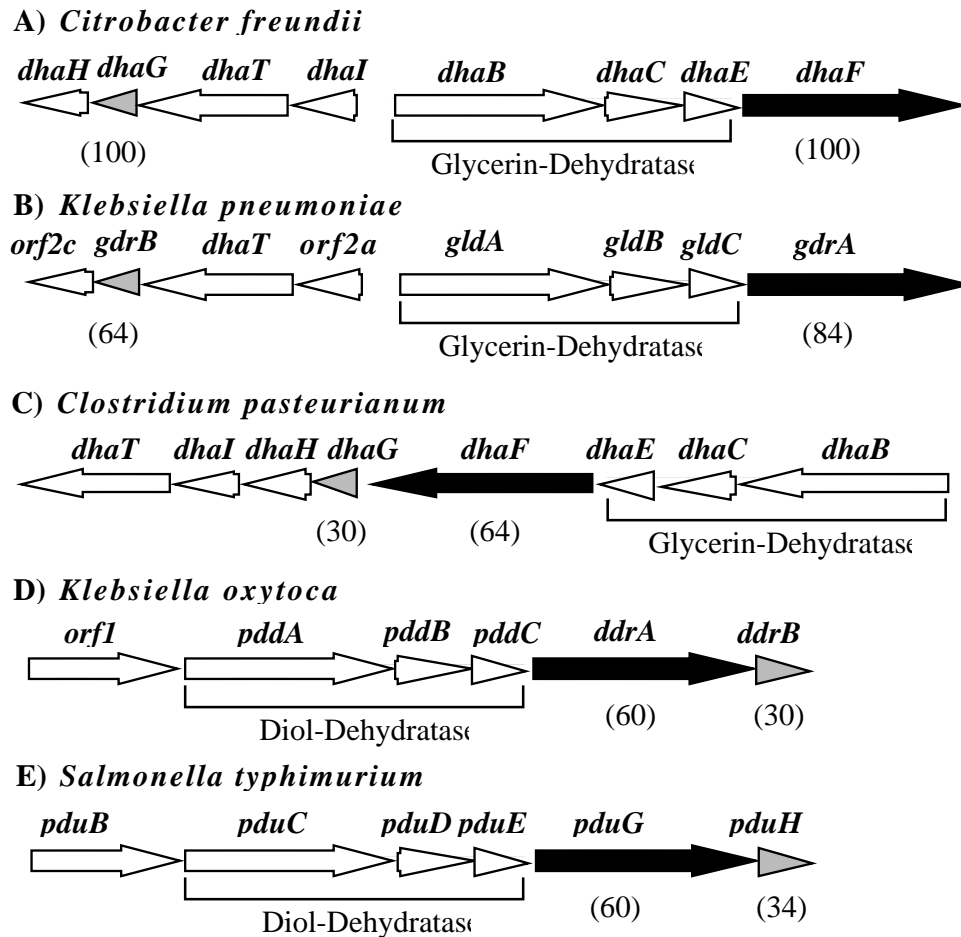 A) Citrobacter freundii
dhaH dhaG dhaT dhaI dhaB dhaC dhaE dhaF
(100) Glycerin-Dehydratase (100)
B) Klebsiella pneumoniae
orf2c gdrB dhaT orf2a gldA gldB gldC gdrA
(64) Glycerin-Dehydratase (84)
C) Clostridium pasteurianum
dhaT dhaI dhaH dhaG dhaF dhaE dhaC dhaB
(30) (64) Glycerin-Dehydratase
D) Klebsiella oxytoca
orf1 pddA pddB pddC ddrA ddrB
Diol-Dehydratase (60) (30)
E) Salmonella typhimurium
pduB pduC pduD pduE pduG pduH
Diol-Dehydratase (60) (34)